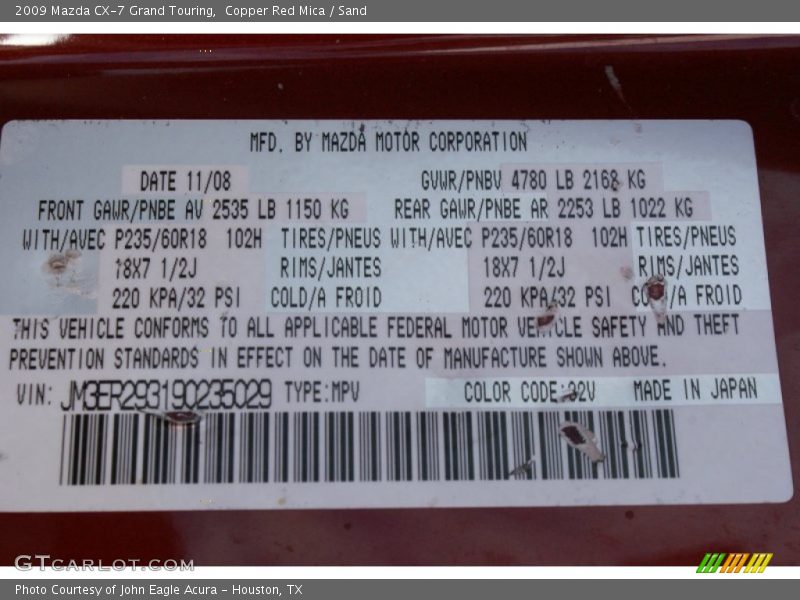 2009 Mazda CX-7 Grand Touring, Copper Red Mica / Sand
MFD. BY MAZDA MOTOR CORPORATION
DATE 11/08 GVWR/PNBV 4780 LB 2168 KG
FRONT GAWR/PNBE AV 2535 LB 1150 KG REAR GAWR/PNBE AR 2253 LB 1022 KG
WITH/AVEC P235/60R18 102H TIRES/PNEUS WITH/AVEC P235/60R18 102H TIRES/PNEUS
18X7 1/2J RIMS/JANTES 18X7 1/2J RIMS/JANTES
220 KPA/32 PSI COLD/A FROID 220 KPA/32 PSI COLD/A FROID
THIS VEHICLE CONFORMS TO ALL APPLICABLE FEDERAL MOTOR VEHICLE SAFETY AND THEFT
PREVENTION STANDARDS IN EFFECT ON THE DATE OF MANUFACTURE SHOWN ABOVE.
VIN: JM3ER293190235029 TYPE:MPV COLOR CODE:32V MADE IN JAPAN
GTcarlot.com
Photo Courtesy of John Eagle Acura - Houston, TX